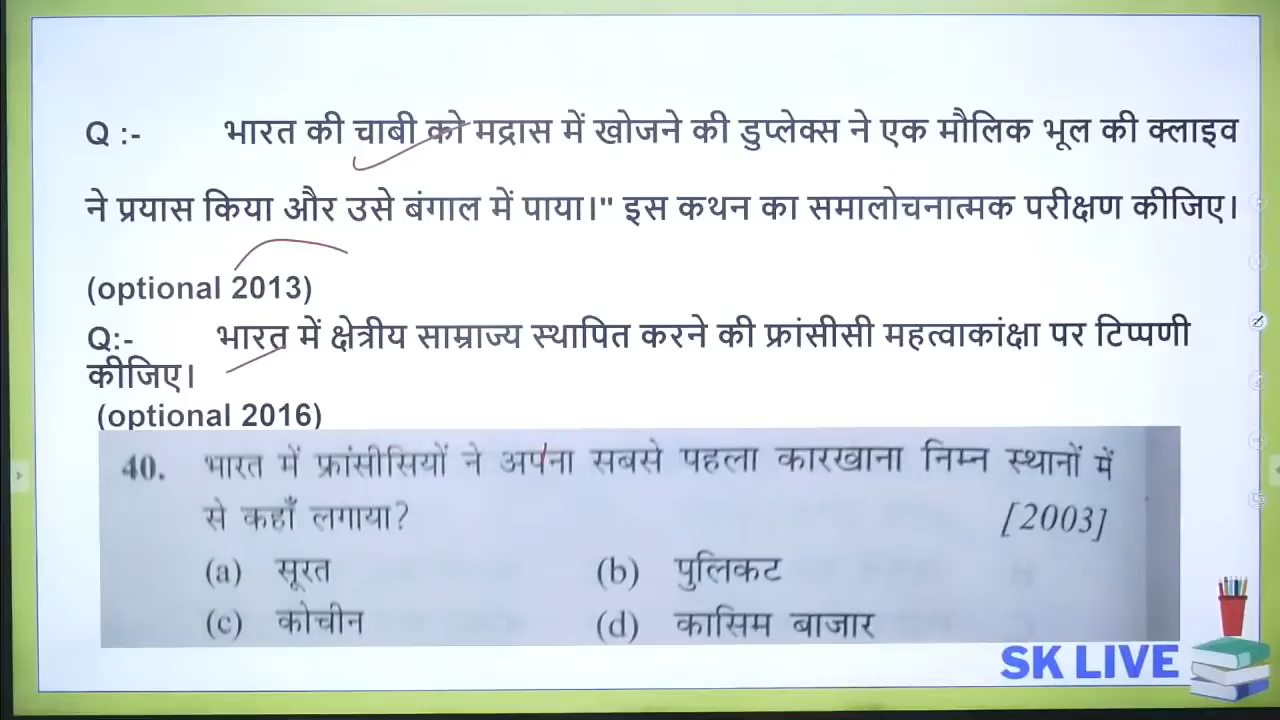 Q :- भारत की चाबी को मद्रास में खोजने की डुप्लेक्स ने एक मौलिक भूल की क्लाइव
ने प्रयास किया और उसे बंगाल में पाया।" इस कथन का समालोचनात्मक परीक्षण कीजिए।
(optional 2013)
Q:- भारत में क्षेत्रीय साम्राज्य स्थापित करने की फ्रांसीसी महत्वाकांक्षा पर टिप्पणी
कीजिए।
(optional 2016)
40. भारत में फ्रांसीसियों ने अपना सबसे पहला कारखाना निम्न स्थानों में
से कहाँ लगाया? [2003]
(a) सूरत (b) पुलिकट
(c) कोचीन (d) कासिम बाजार
SK LIVE